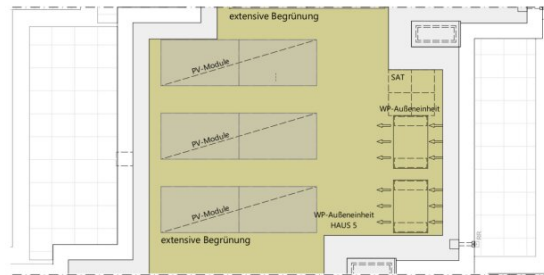 extensive Begrünung
PV-Module
SAT
WP-Außeneinheit
PV-Module
PV-Module
WP-Außeneinheit
HAUS 5
extensive Begrünung